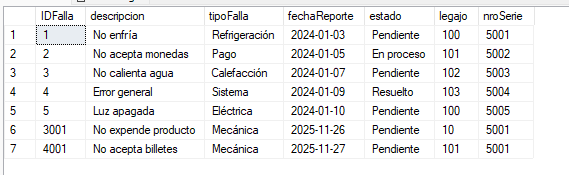 IDFalla descripcion tipoFalla fechaReporte estado legajo nroSerie
1 1 No enfría Refrigeración 2024-01-03 Pendiente 100 5001
2 2 No acepta monedas Pago 2024-01-05 En proceso 101 5002
3 3 No calienta agua Calefacción 2024-01-07 Pendiente 102 5003
4 4 Error general Sistema 2024-01-09 Resuelto 103 5004
5 5 Luz apagada Eléctrica 2024-01-10 Pendiente 100 5005
6 3001 No expende producto Mecánica 2025-11-26 Pendiente 10 5001
7 4001 No acepta billetes Mecánica 2025-11-27 Pendiente 101 5001